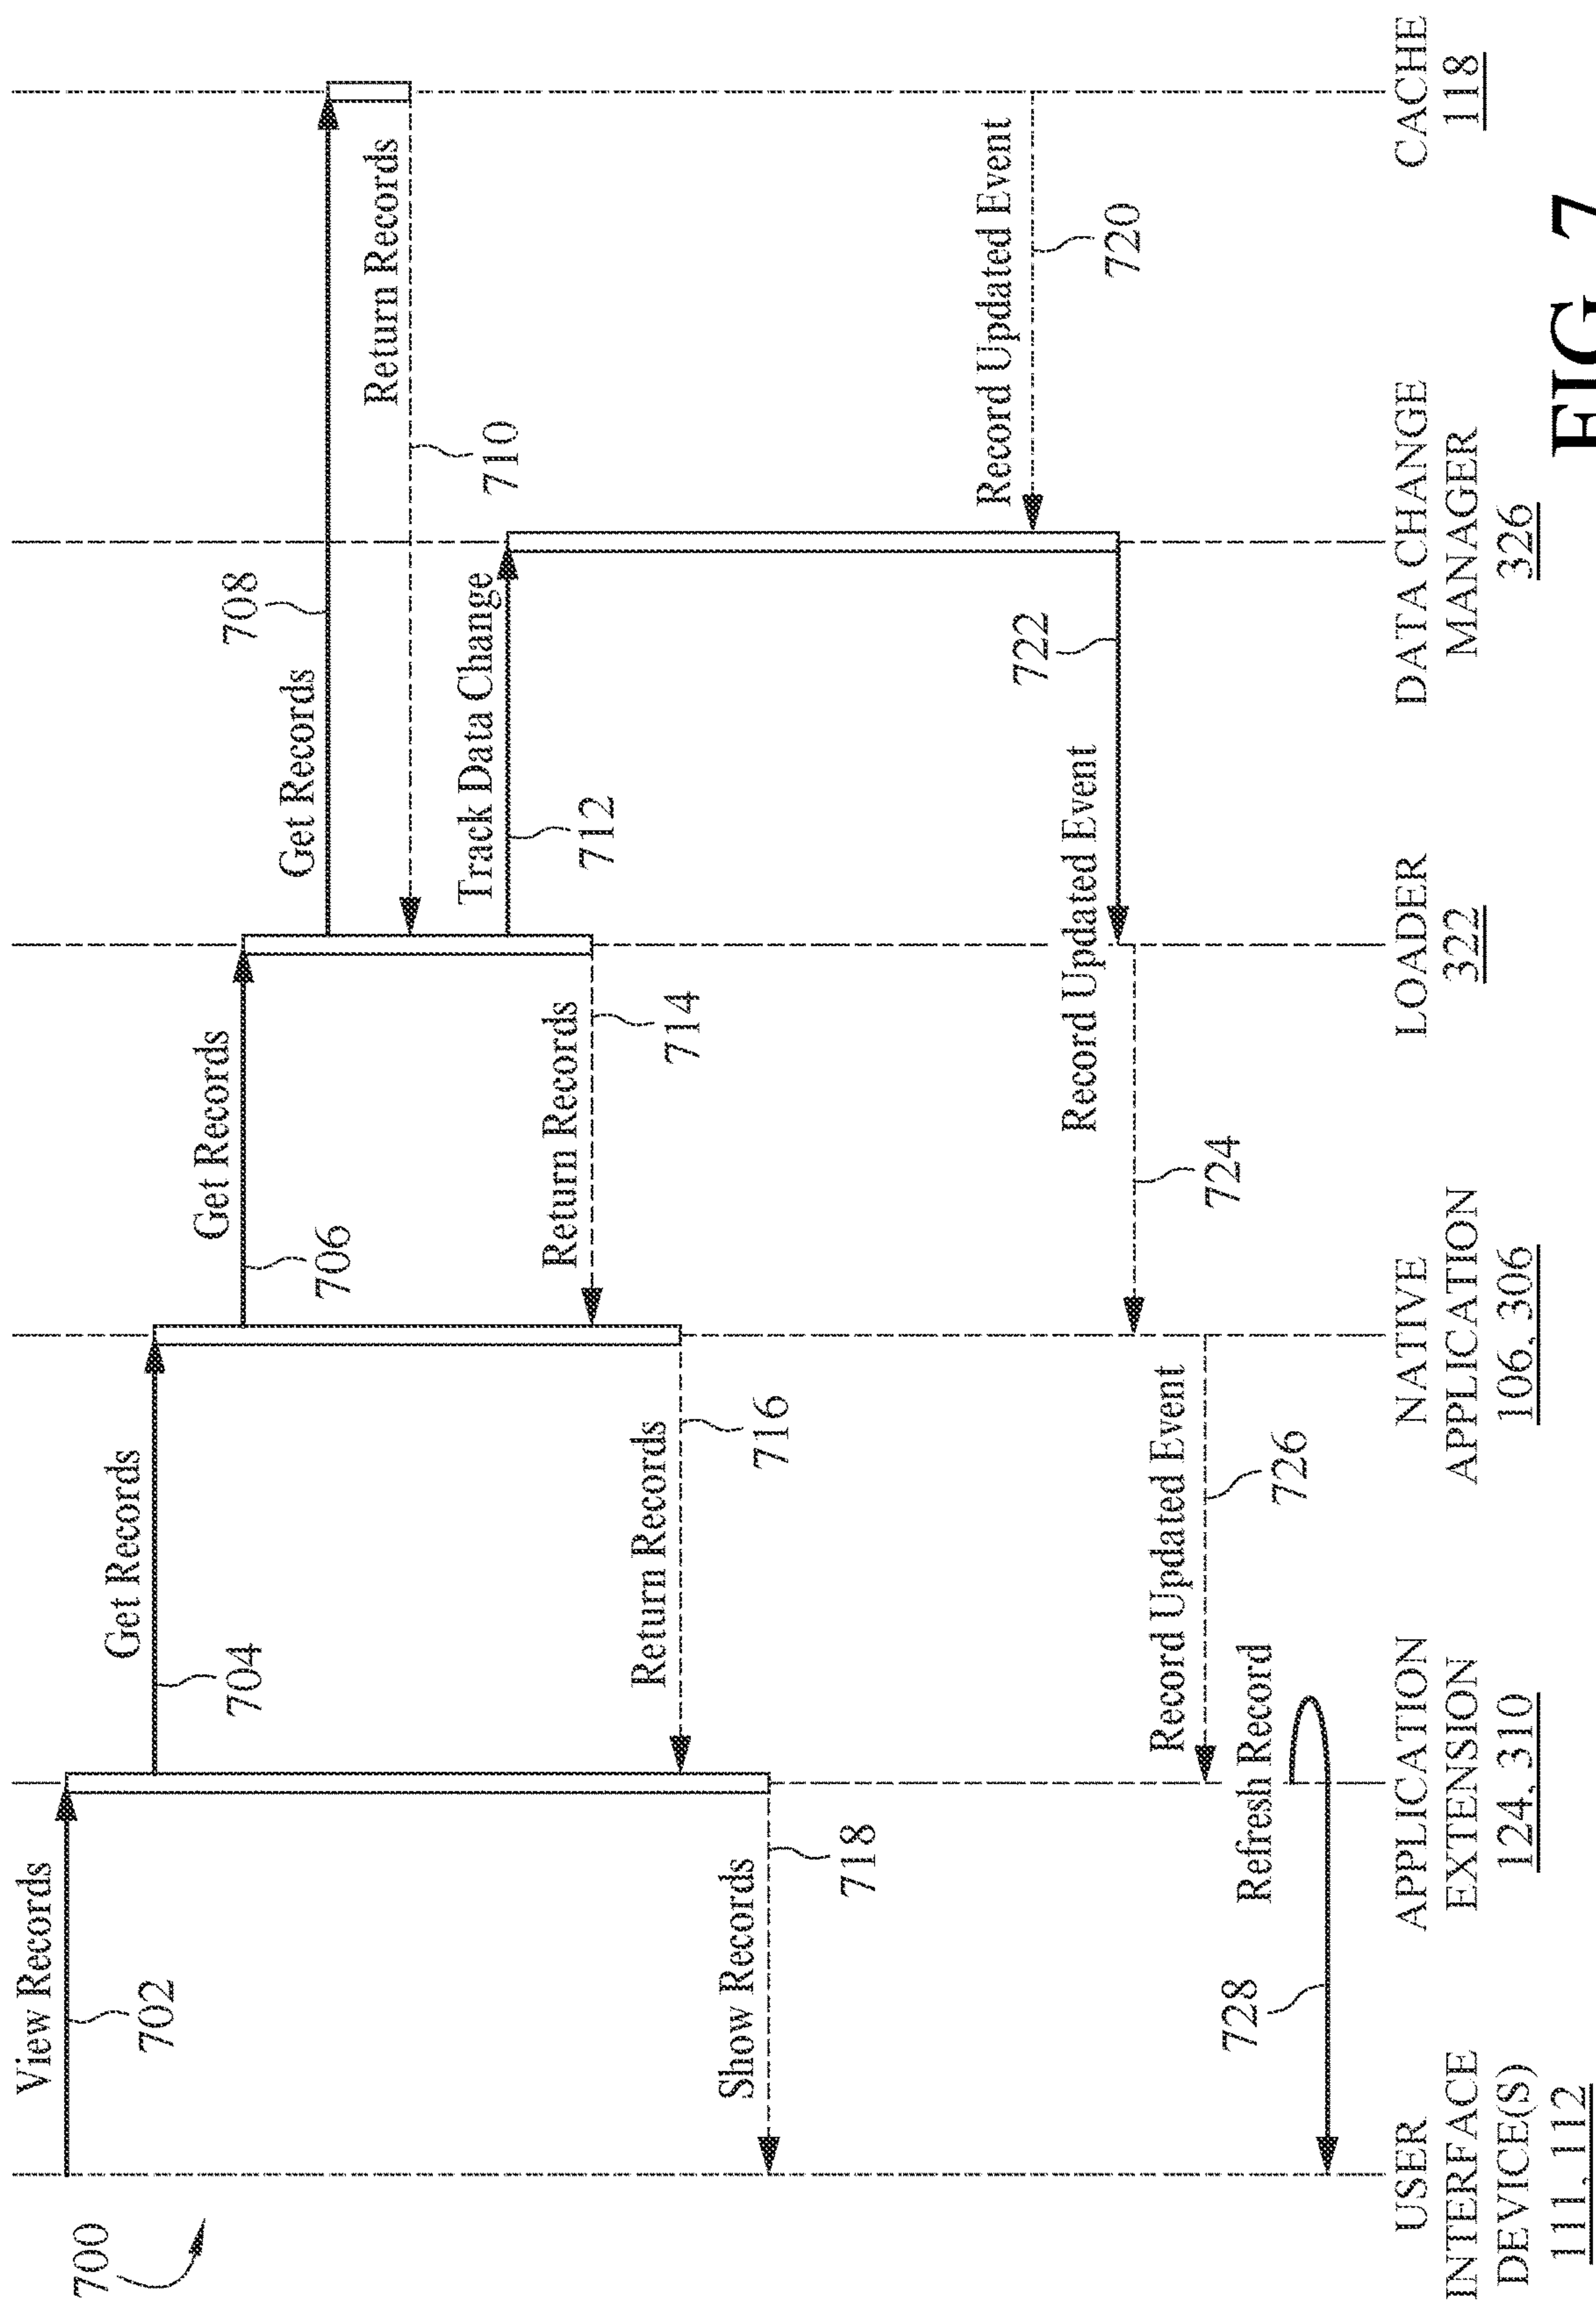 700
View Records
702
Get Records
704
Get Records
706
Get Records
708
Return Records
710
Track Data Change
712
Return Records
714
Return Records
716
Show Records
718
Record Updated Event
720
722
Record Updated Event
724
Record Updated Event
726
Refresh Record
728
USER
INTERFACE
DEVICE(S)
111, 112
APPLICATION
EXTENSION
124, 310
NATIVE
APPLICATION
106, 306
LOADER
322
DATA CHANGE
MANAGER
326
CACHE
118
FIG. 7